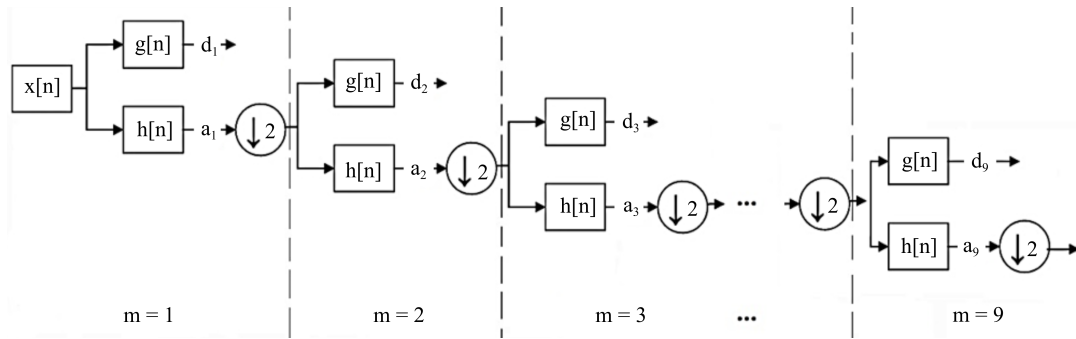 x[n]
g[n]
d₁
h[n]
a₁
↓ 2
g[n]
d₂
h[n]
a₂
↓ 2
g[n]
d₃
h[n]
a₃
↓ 2
...
↓ 2
g[n]
d₉
h[n]
a₉
↓ 2
m = 1
m = 2
m = 3
...
m = 9